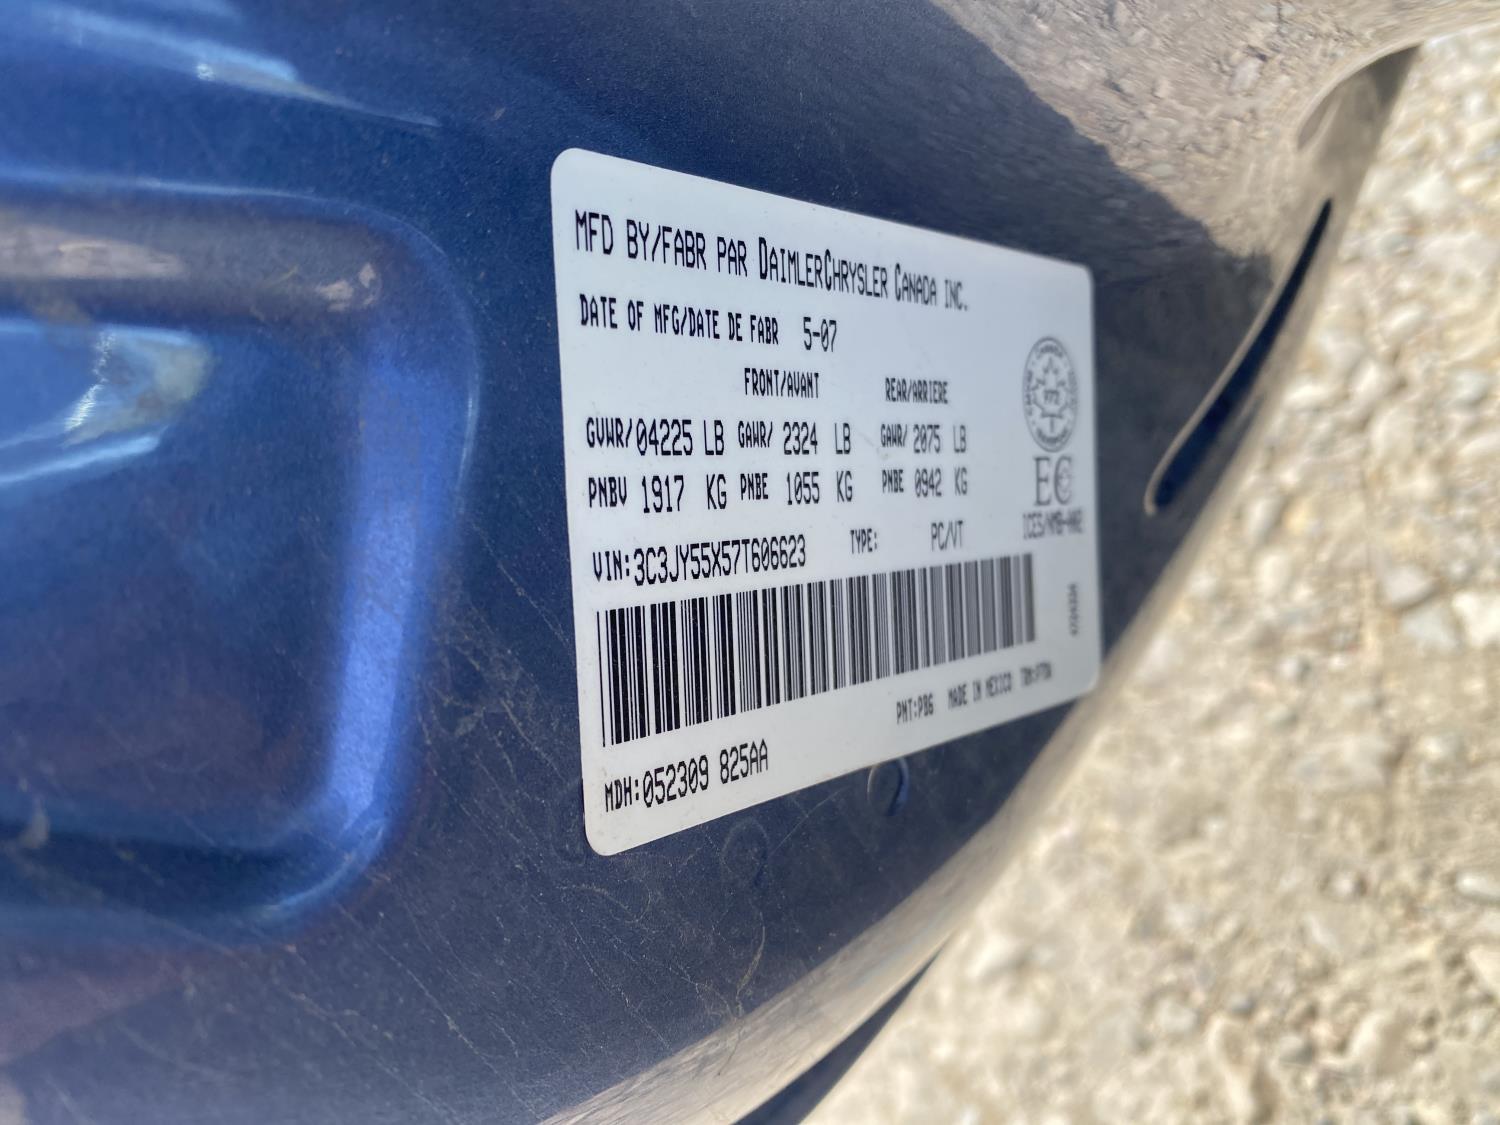 MFD BY/FABR PAR DAIMLERCHRYSLER CANADA INC.
DATE OF MFG/DATE DE FABR 5-07
FRONT/AVANT REAR/ARRIERE
GVWR/04225 LB GAWR/ 2324 LB GAWR/ 2075 LB
PNBV 1917 KG PNBE 1055 KG PNBE 0942 KG
EC
VIN:3C3JY55X57T606623 TYPE: PC/VT
PNT:PB6 MADE IN MEXICO
MDH:052309 825AA